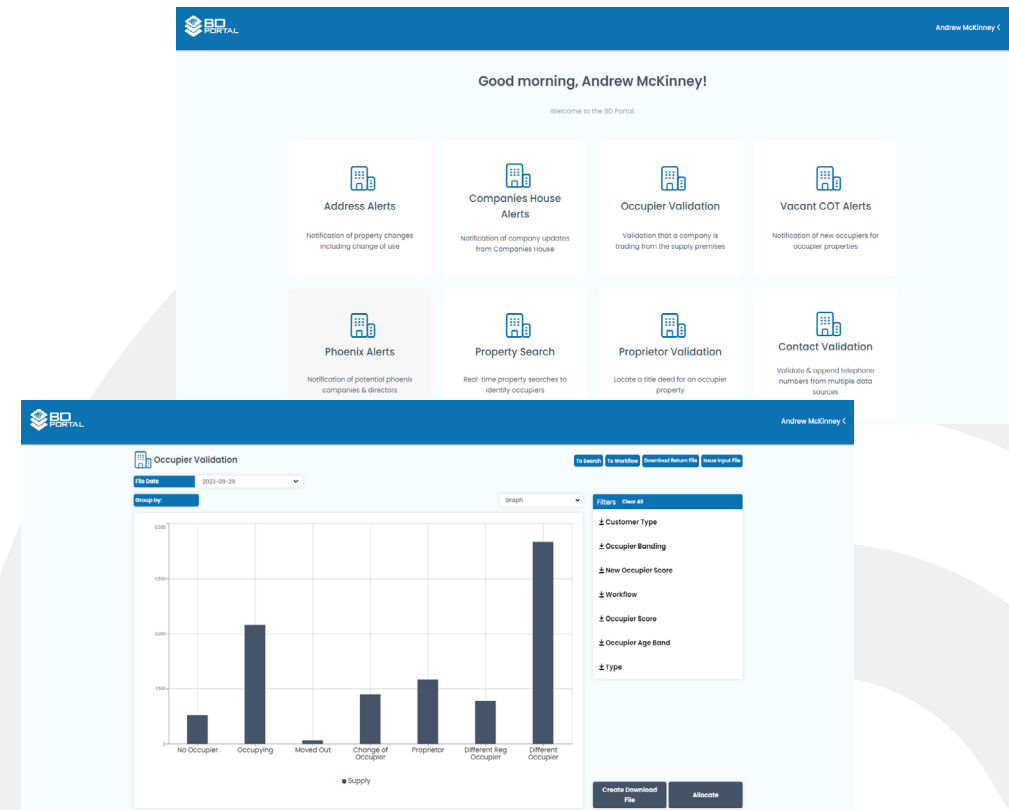 BD
PORTAL
Andrew McKinney <
Good morning, Andrew McKinney!
Welcome to the BD Portal.
Address Alerts
Notification of property changes
including change of use
Companies House
Alerts
Notification of company updates
from Companies House
Occupier Validation
Validation that a company is
trading from the supply premises
Vacant COT Alerts
Notification of new occupiers for
occupier properties
Phoenix Alerts
Notification of potential phoenix
companies & directors
Property Search
Real-time property searches to
identify occupiers
Proprietor Validation
Locate a title deed for an occupier
property
Contact Validation
Validate & append telephone
numbers from multiple data
sources
BD
PORTAL
Andrew McKinney <
Occupier Validation
To Search
To Workflow
Download Return File
Issue Input File
File Date
2023-09-29
Group by:
Graph
Filters
Clear All
Customer Type
Occupier Banding
New Occupier Score
Workflow
Occupier Score
Occupier Age Band
Type
1500
0
No Occupier
Occupying
Moved Out
Change of
Occupier
Proprietor
Different Reg
Occupier
Different
Occupier
Supply
Create Download
File
Allocate